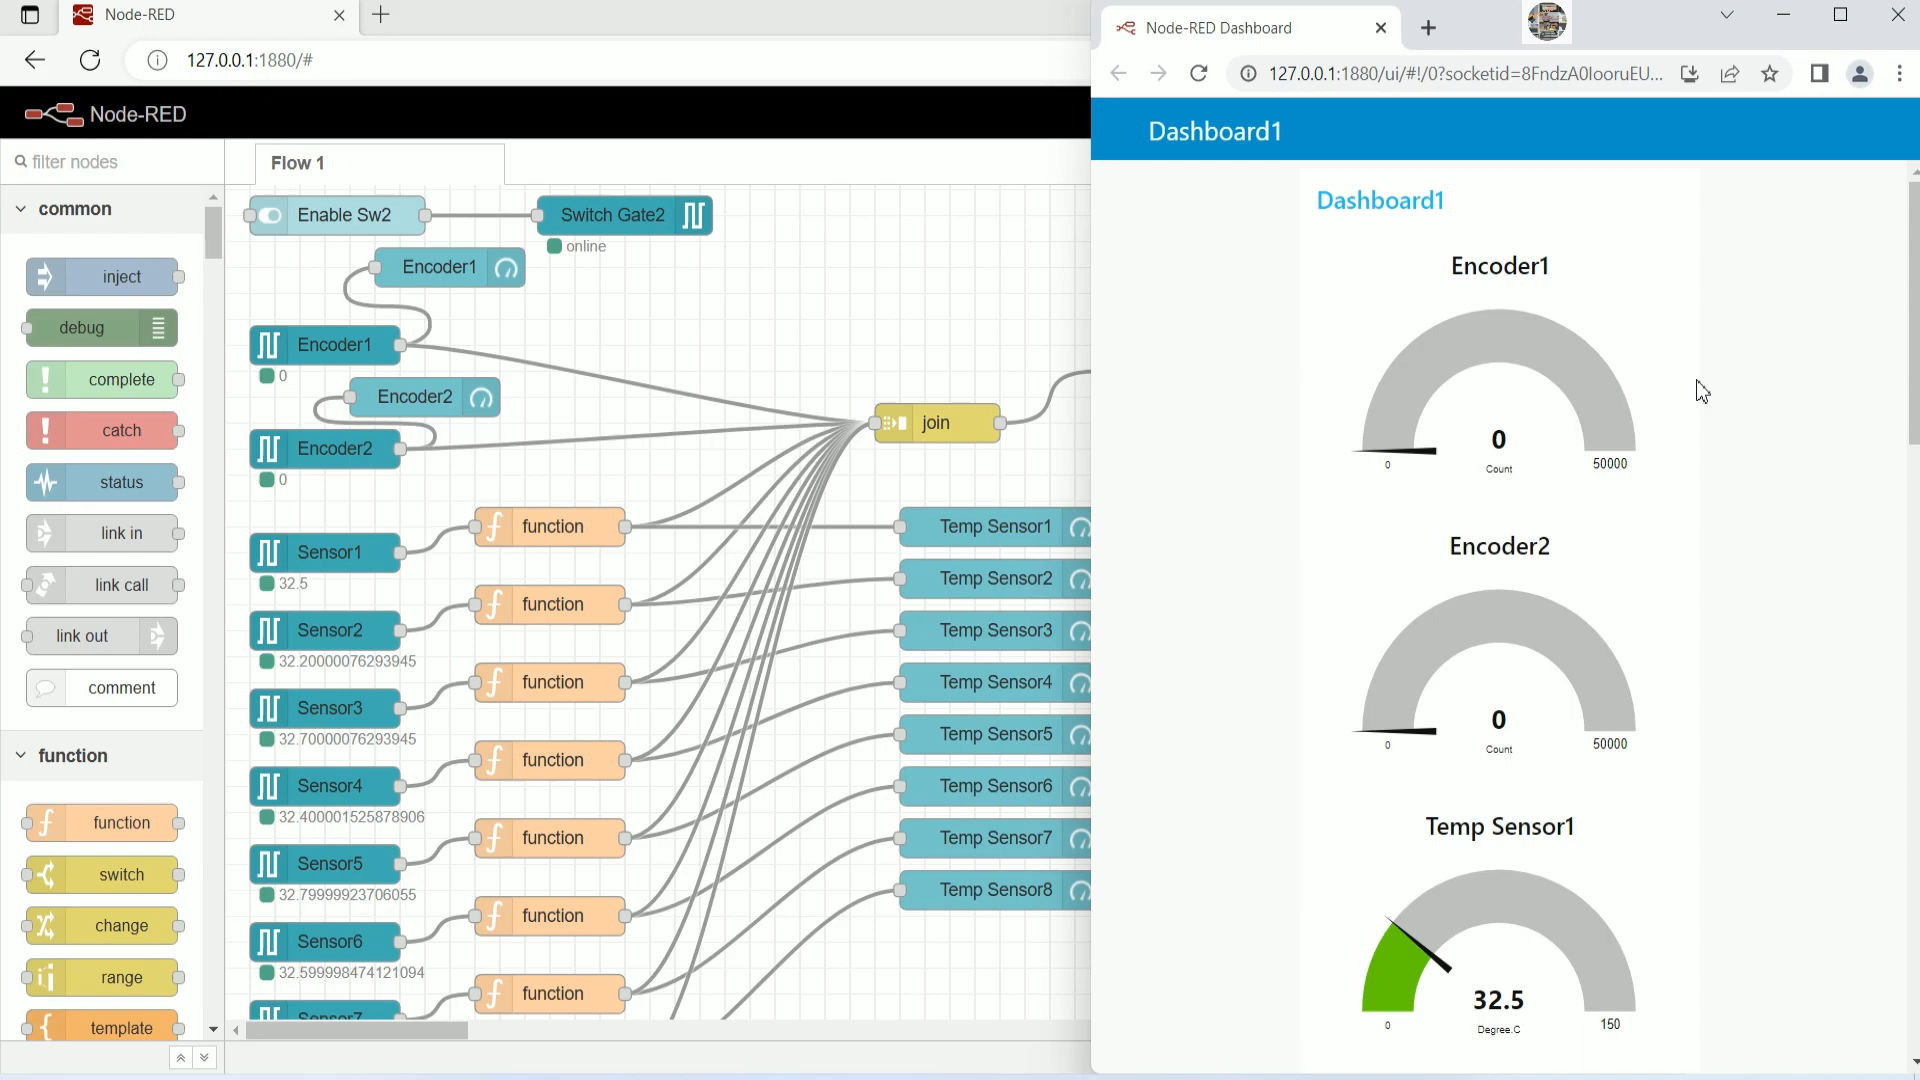 Node-RED
127.0.0.1:1880/#
Node-RED
filter nodes
common
inject
debug
complete
catch
status
link in
link call
link out
comment
function
function
switch
change
range
template
Flow 1
Enable Sw2
Switch Gate2
online
Encoder1
Encoder1
0
Encoder2
Encoder2
0
join
Sensor1
32.5
function
Temp Sensor1
Sensor2
32.20000076293945
function
Temp Sensor2
Sensor3
32.70000076293945
function
Temp Sensor3
Sensor4
32.400001525878906
function
Temp Sensor4
Sensor5
32.79999923706055
function
Temp Sensor5
Sensor6
32.599998474121094
function
Temp Sensor6
Sensor7
function
Temp Sensor7
Temp Sensor8
Node-RED Dashboard
127.0.0.1:1880/ui/#!/0?socketid=8FndzA0looruEU...
Dashboard1
Dashboard1
Encoder1
0
Count
0
50000
Encoder2
0
Count
0
50000
Temp Sensor1
32.5
Degree.C
0
150